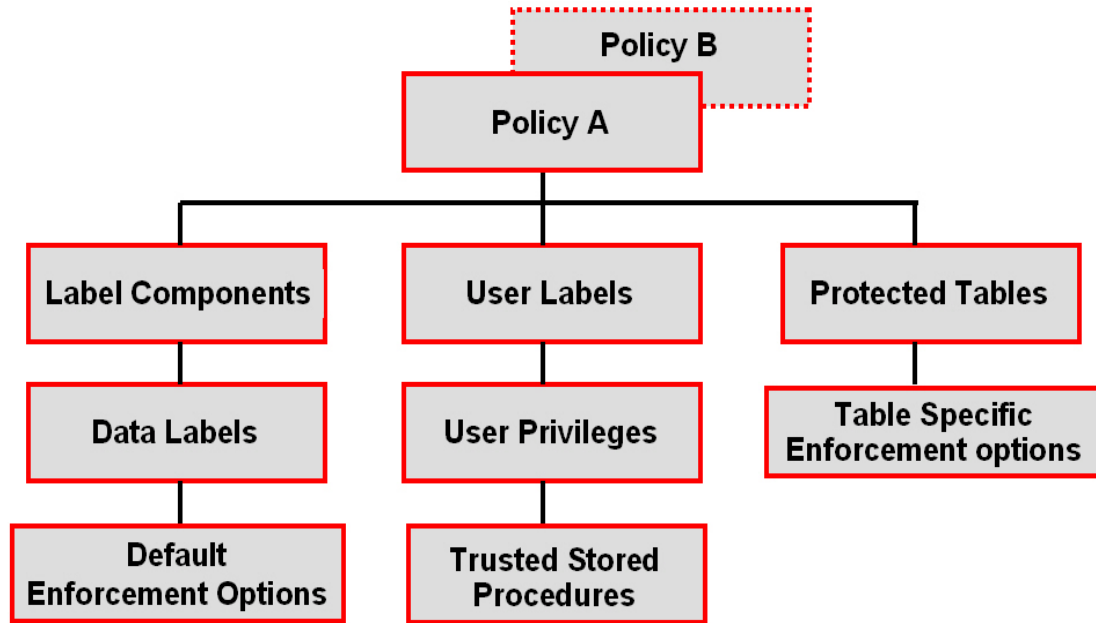 Policy B
Policy A
Label Components
User Labels
Protected Tables
Data Labels
User Privileges
Table Specific
Enforcement options
Default
Enforcement Options
Trusted Stored
Procedures